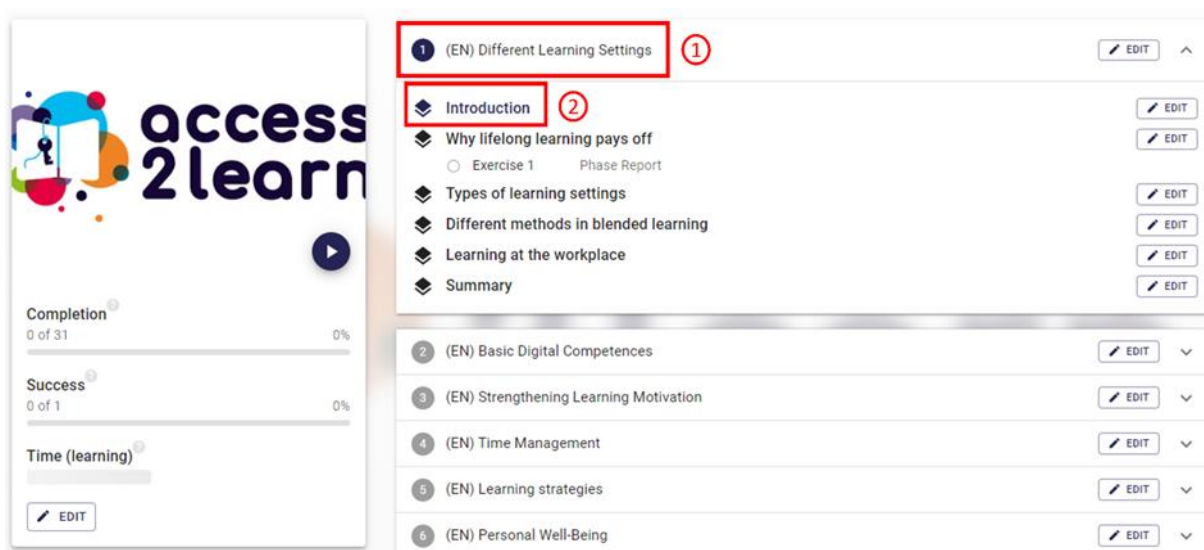 access
2learn
Completion ?
0 of 31 0%
Success ?
0 of 1 0%
Time (learning) ?
EDIT
1 (EN) Different Learning Settings 1 EDIT
Introduction 2 EDIT
Why lifelong learning pays off EDIT
Exercise 1 Phase Report
Types of learning settings EDIT
Different methods in blended learning EDIT
Learning at the workplace EDIT
Summary EDIT
2 (EN) Basic Digital Competences EDIT
3 (EN) Strengthening Learning Motivation EDIT
4 (EN) Time Management EDIT
5 (EN) Learning strategies EDIT
6 (EN) Personal Well-Being EDIT